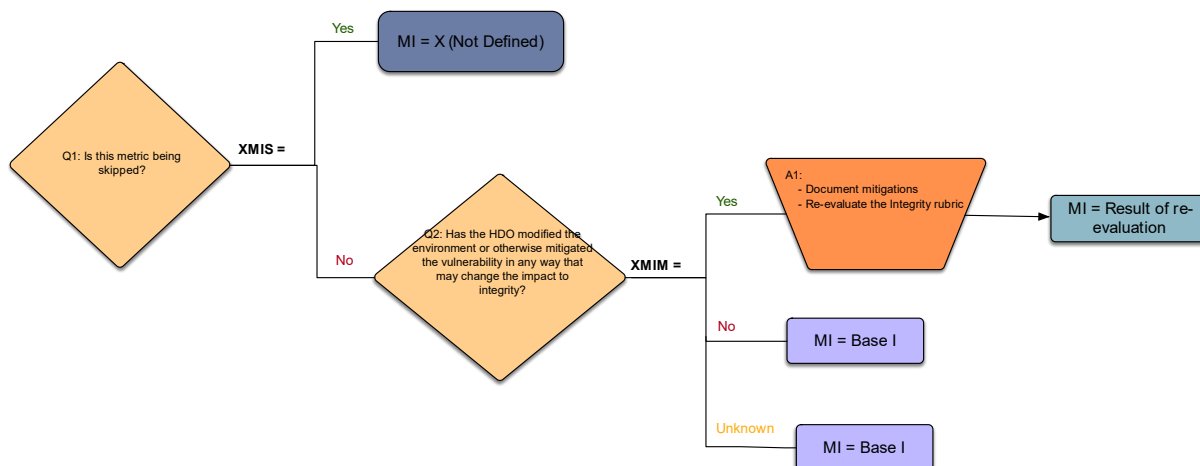 Yes
MI = X (Not Defined)
Q1: Is this metric being
skipped?
XMIS =
No
Q2: Has the HDO modified the
environment or otherwise mitigated
the vulnerability in any way that
may change the impact to
integrity?
XMIM =
Yes
A1:
- Document mitigations
- Re-evaluate the Integrity rubric
MI = Result of re-
evaluation
No
MI = Base I
Unknown
MI = Base I